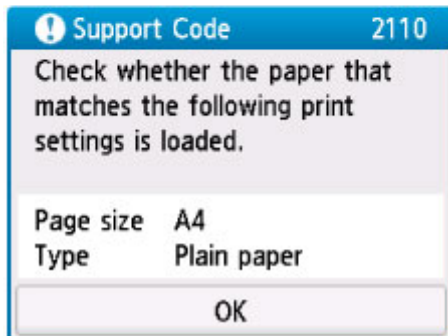 Support Code 2110
Check whether the paper that
matches the following print
settings is loaded.
Page size A4
Type Plain paper
OK